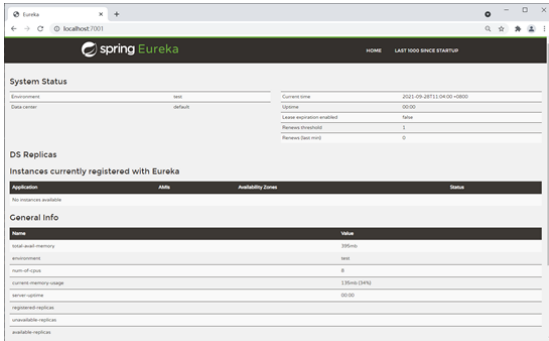 Eureka
localhost:7001
spring Eureka
HOME LAST 1000 SINCE STARTUP
System Status
Environment test
Data center default
Current time 2021-09-28T11:04:00 +0800
Uptime 00:00
Lease expiration enabled false
Renews threshold 1
Renews (last min) 0
DS Replicas
Instances currently registered with Eureka
Application AMIs Availability Zones Status
No instances available
General Info
Name Value
total-avail-memory 395mb
environment test
num-of-cpus 8
current-memory-usage 135mb (34%)
server-uptime 00:00
registered-replicas
unavailable-replicas
available-replicas